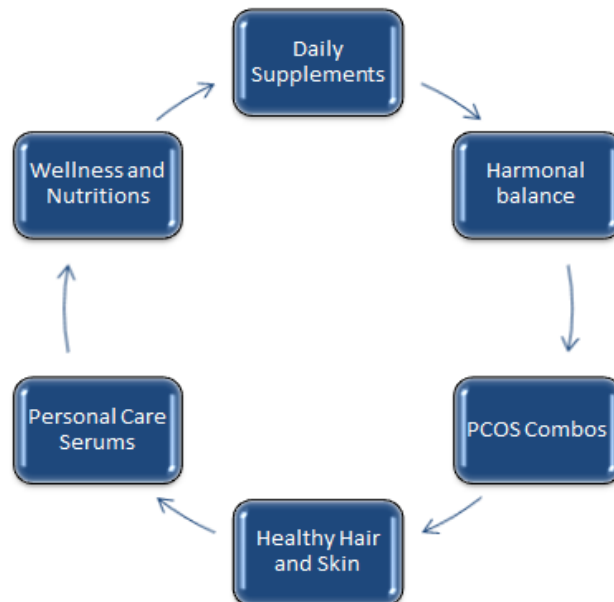 Daily
Supplements
Harmonal
balance
PCOS Combos
Healthy Hair
and Skin
Personal Care
Serums
Wellness and
Nutritions